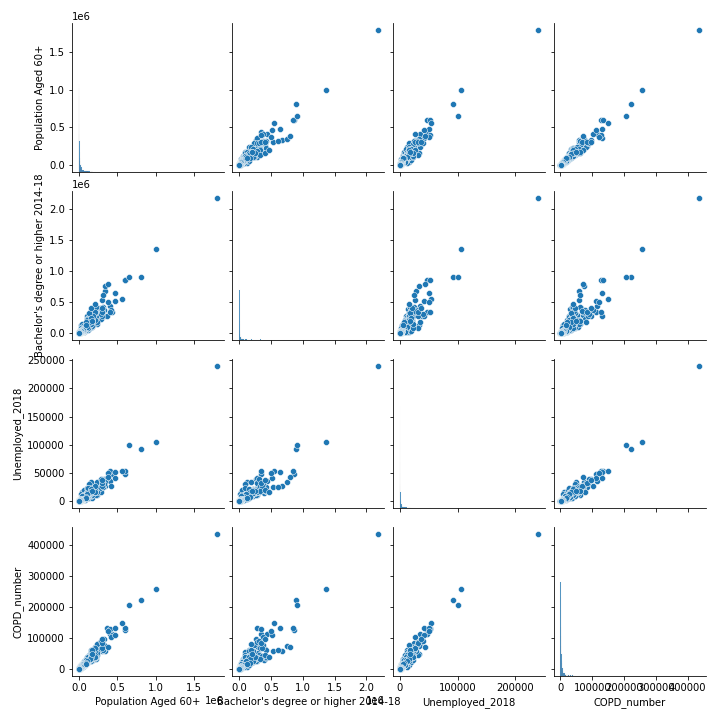 1e6
1.5
1.0
0.5
0.0
Population Aged 60+
1e6
2.0
1.5
1.0
0.5
0.0
Bachelor's degree or higher 2014-18
250000
200000
150000
100000
50000
0
Unemployed_2018
400000
300000
200000
100000
0
COPD_number
0.0 0.5 1.0 1.5 0.0 0.5 1.0 1.5 2.0 0 100000 200000 0 100000 200000 300000 400000
1e6 1e6
Population Aged 60+ Bachelor's degree or higher 2014-18 Unemployed_2018 COPD_number